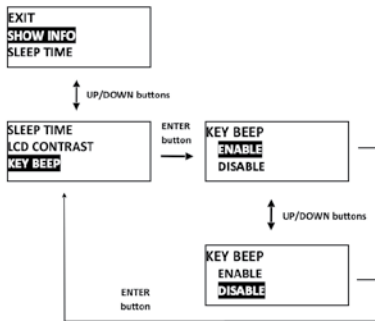 EXIT
SHOW INFO
SLEEP TIME
UP/DOWN buttons
SLEEP TIME
LCD CONTRAST
KEY BEEP
ENTER
button
KEY BEEP
ENABLE
DISABLE
UP/DOWN buttons
KEY BEEP
ENABLE
DISABLE
ENTER
button